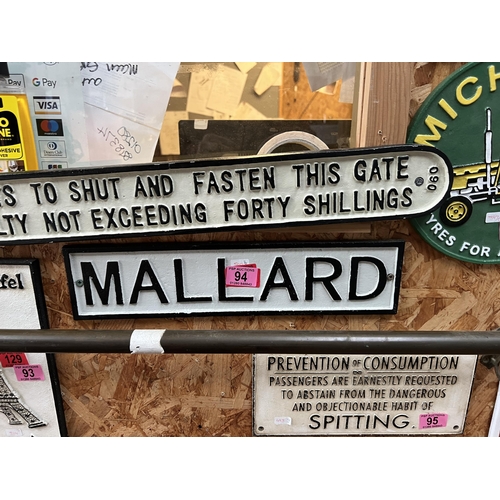 G Pay
VISA
MICH
YRES FOR
S TO SHUT AND FASTEN THIS GATE
LTY NOT EXCEEDING FORTY SHILLINGS
090
MALLARD
94
129
93
PREVENTION OF CONSUMPTION
PASSENGERS ARE EARNESTLY REQUESTED
TO ABSTAIN FROM THE DANGEROUS
AND OBJECTIONABLE HABIT OF
SPITTING.
95